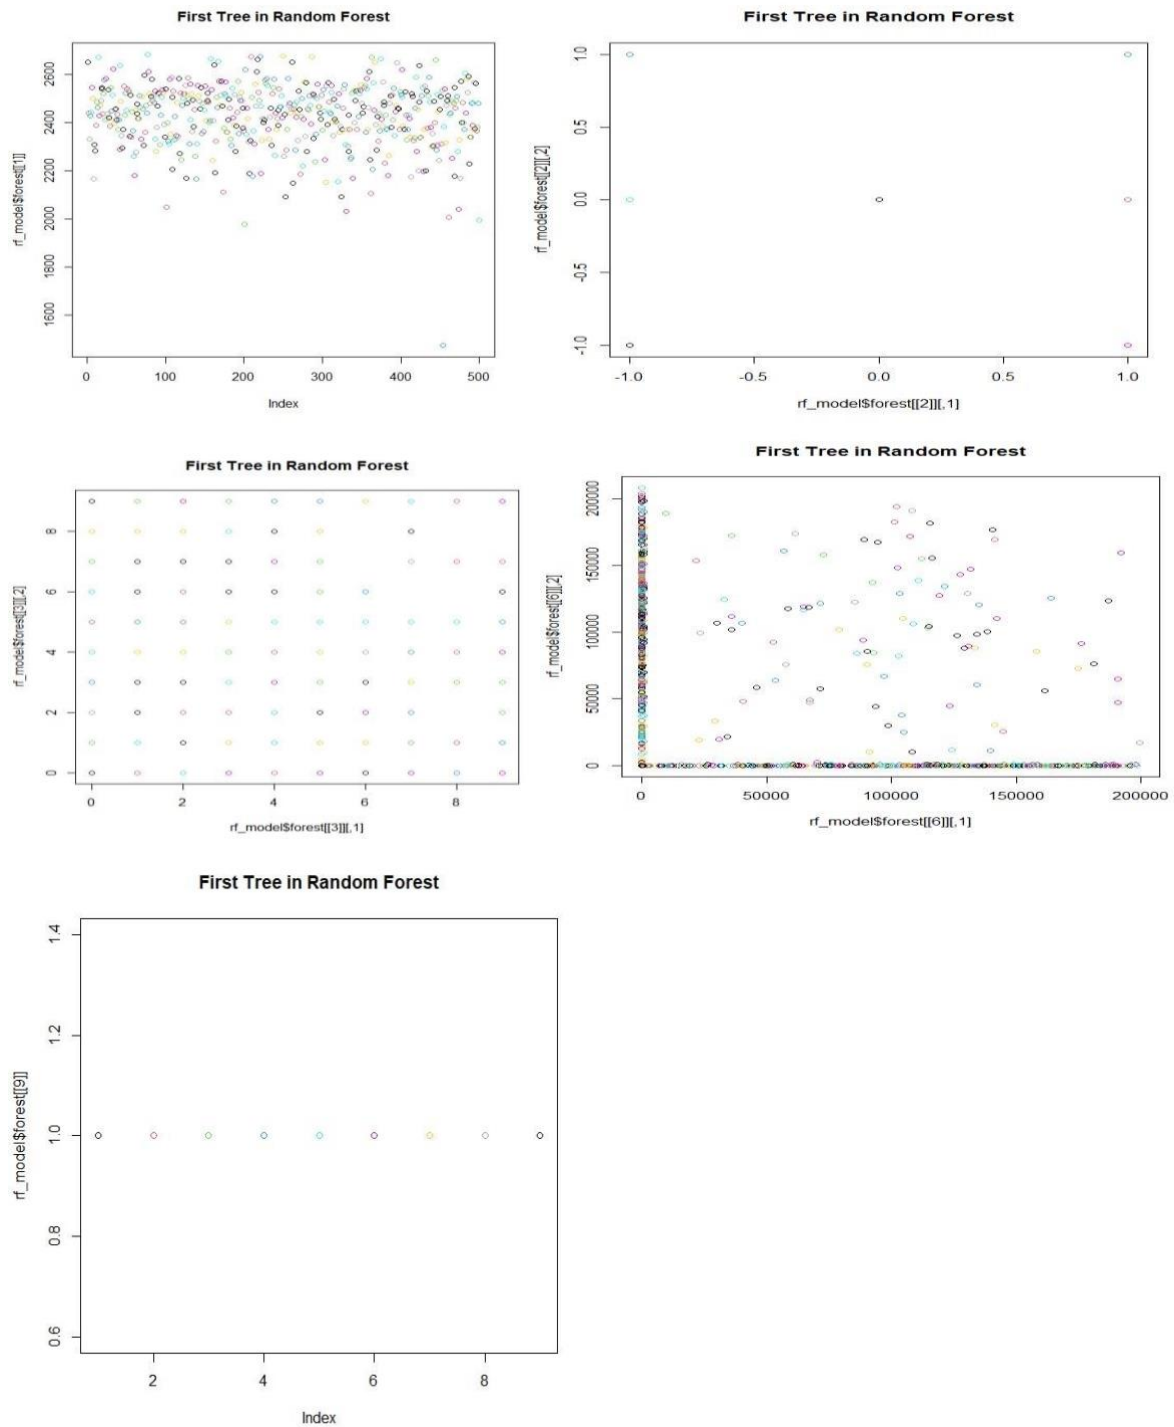 First Tree in Random Forest
rf_model$forest[[1]]
2600
2400
2200
2000
1800
1600
0 100 200 300 400 500
Index
First Tree in Random Forest
rf_model$forest[[2]][,2]
1.0
0.5
0.0
-0.5
-1.0
-1.0 -0.5 0.0 0.5 1.0
rf_model$forest[[2]][,1]
First Tree in Random Forest
rf_model$forest[[3]][,2]
8
6
4
2
0
0 2 4 6 8
rf_model$forest[[3]][,1]
First Tree in Random Forest
rf_model$forest[[6]][,2]
200000
150000
100000
50000
0
0 50000 100000 150000 200000
rf_model$forest[[6]][,1]
First Tree in Random Forest
rf_model$forest[[9]]
1.4
1.2
1.0
0.8
0.6
2 4 6 8
Index